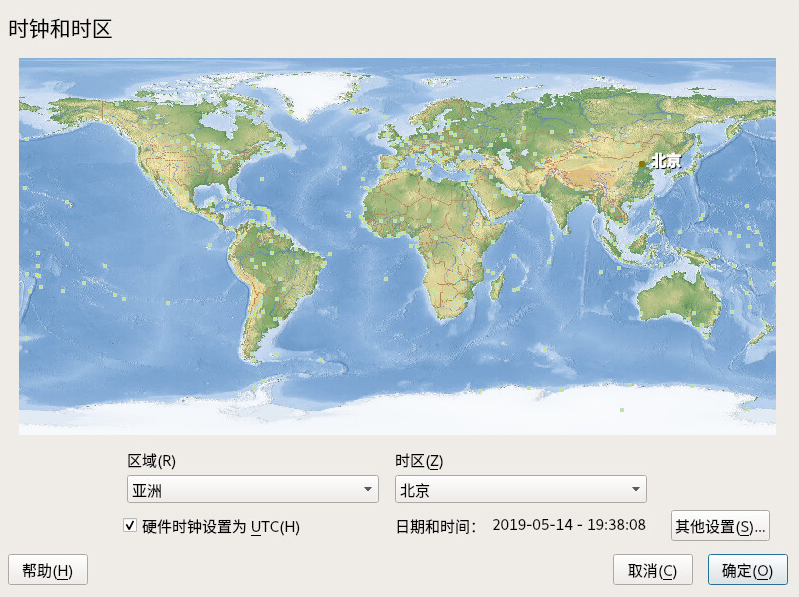 时钟和时区
北京
区域(R)
时区(Z)
亚洲
北京
硬件时钟设置为 UTC(H)
日期和时间： 2019-05-14 - 19:38:08
其他设置(S)...
帮助(H)
取消(C)
确定(O)